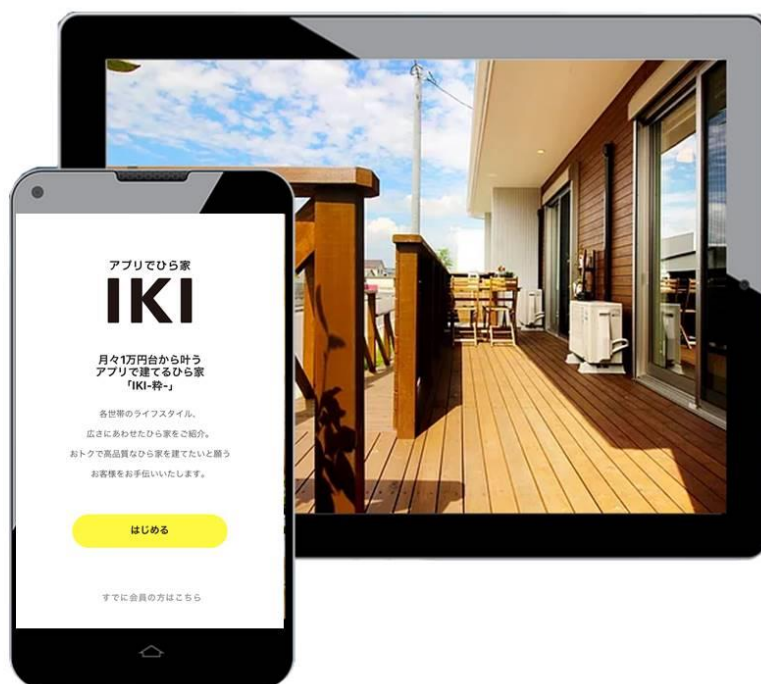 アプリでひら家
IKI
月々1万円台から叶う
アプリで建てるひら家
「IKI-粋-」
各世帯のライフスタイル、
広さにあわせたひら家をご紹介。
おトクで高品質なひら家を建てたいと願う
お客様をお手伝いいたします。
はじめる
すでに会員の方はこちら